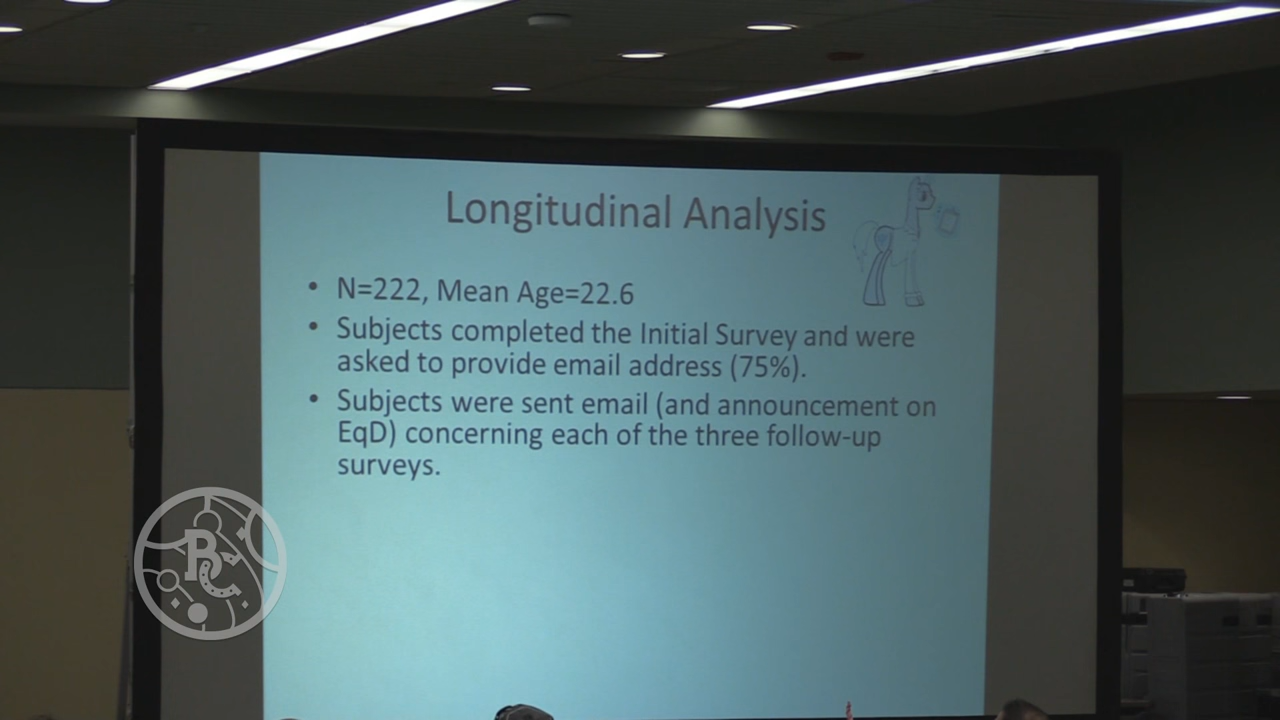 Longitudinal Analysis
• N=222, Mean Age=22.6
• Subjects completed the Initial Survey and were
asked to provide email address (75%).
• Subjects were sent email (and announcement on
EqD) concerning each of the three follow-up
surveys.
BC